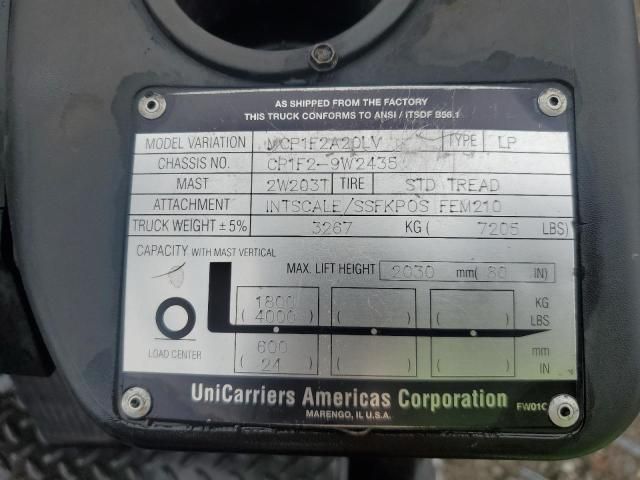 AS SHIPPED FROM THE FACTORY
THIS TRUCK CONFORMS TO ANSI / ITSDF B56.1
MODEL VARIATION MCP1F2A20LV TYPE LP
CHASSIS NO. CP1F2-9W2435
MAST 2W203T TIRE STD TREAD
ATTACHMENT INTSCALE/SSFKPOS FEM210
TRUCK WEIGHT ± 5% 3267 KG ( 7205 LBS)
CAPACITY WITH MAST VERTICAL
MAX. LIFT HEIGHT 2030 mm( 80 IN)
1800 KG
( 4000 ) ( ) ( ) LBS
LOAD CENTER 600 mm
( 24 ) ( ) ( ) IN
UniCarriers Americas Corporation
MARENGO, IL U.S.A.